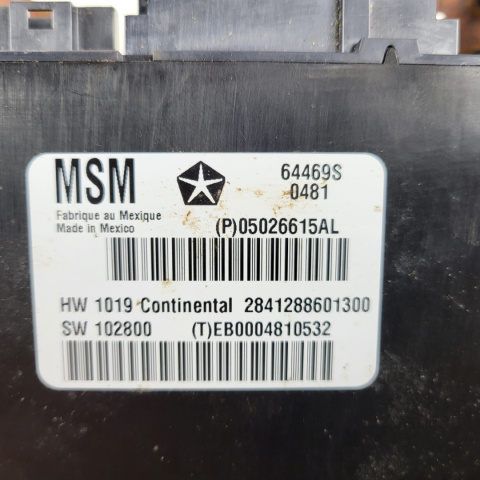 MSM
64469S
0481
Fabrique au Mexique
Made in Mexico
(P)05026615AL
HW 1019 Continental 2841288601300
SW 102800 (T)EB0004810532